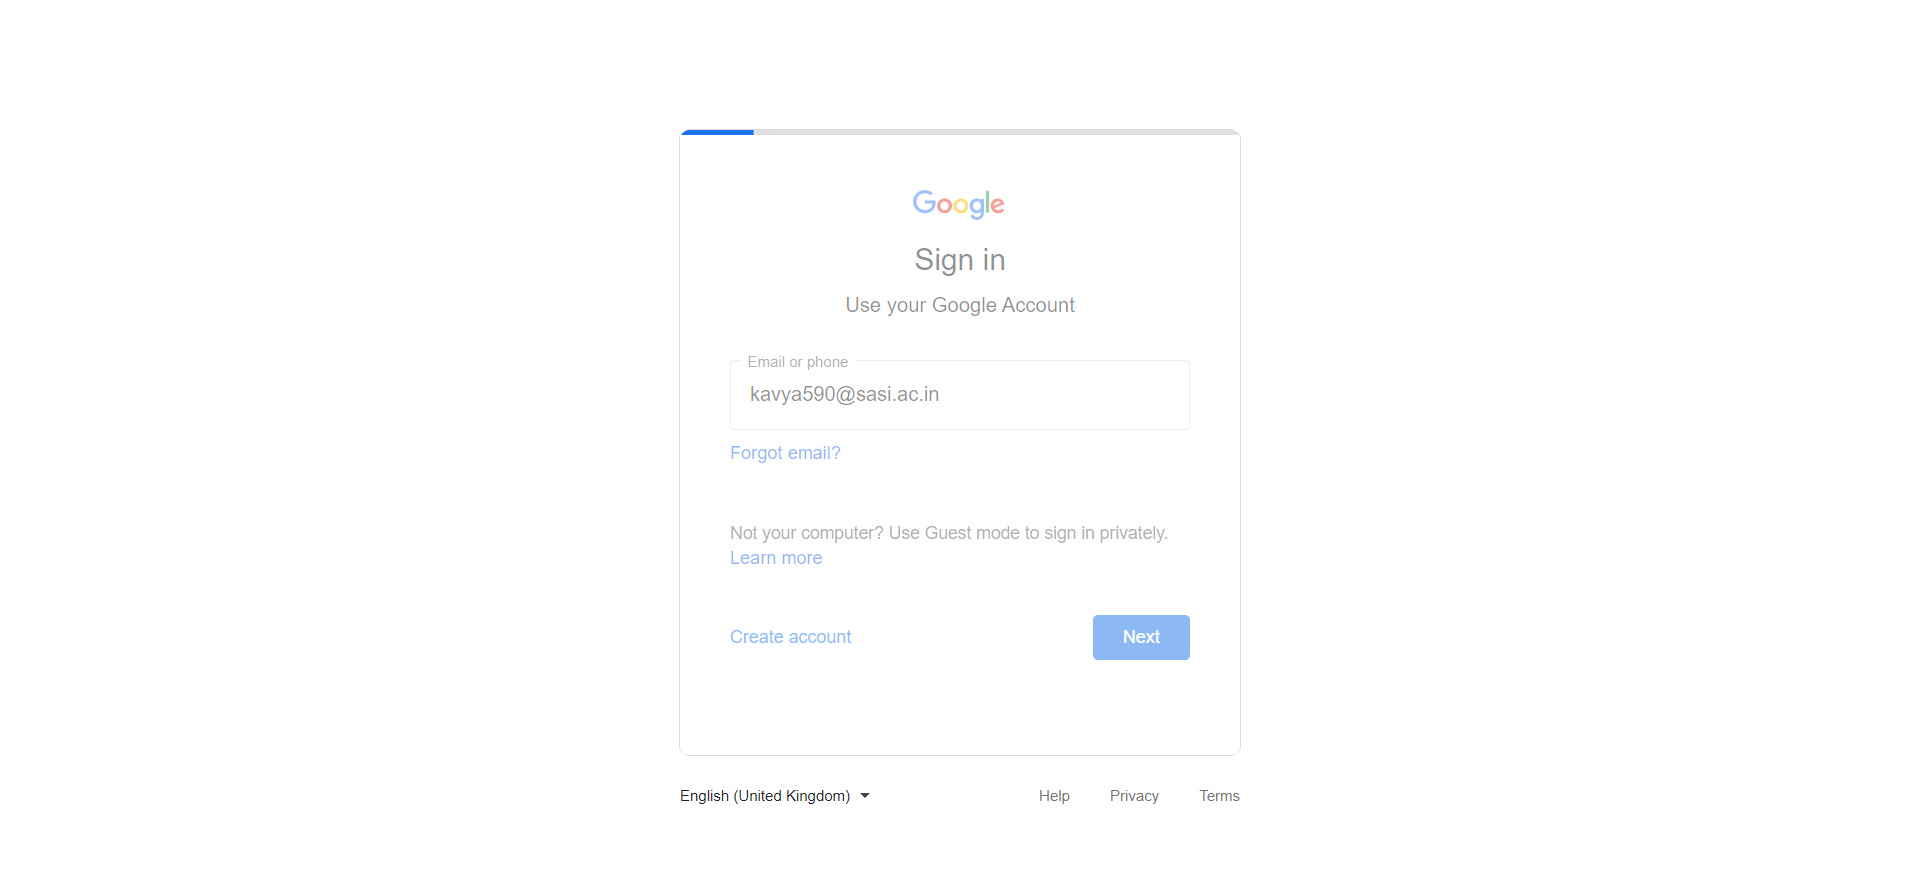 Google
Sign in
Use your Google Account
Email or phone
kavya590@sasi.ac.in
Forgot email?
Not your computer? Use Guest mode to sign in privately.
Learn more
Create account
Next
English (United Kingdom)
Help
Privacy
Terms